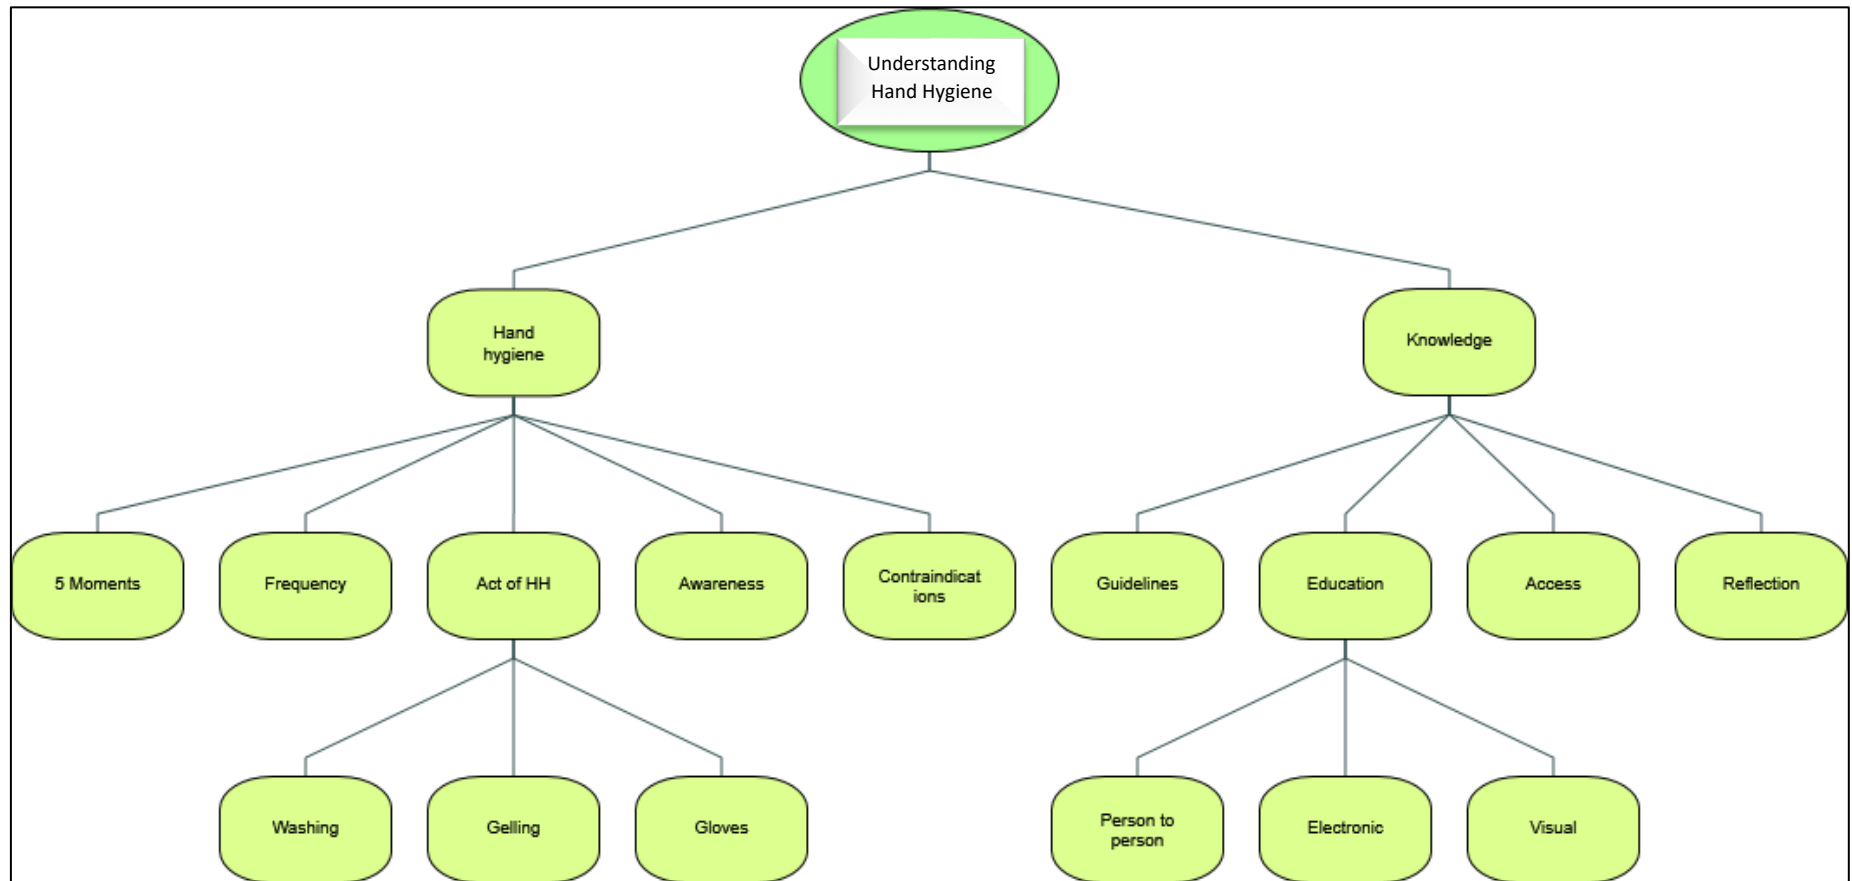 Understanding
Hand Hygiene
Hand
hygiene
Knowledge
5 Moments
Frequency
Act of HH
Awareness
Contraindicat
ions
Guidelines
Education
Access
Reflection
Washing
Gelling
Gloves
Person to
person
Electronic
Visual